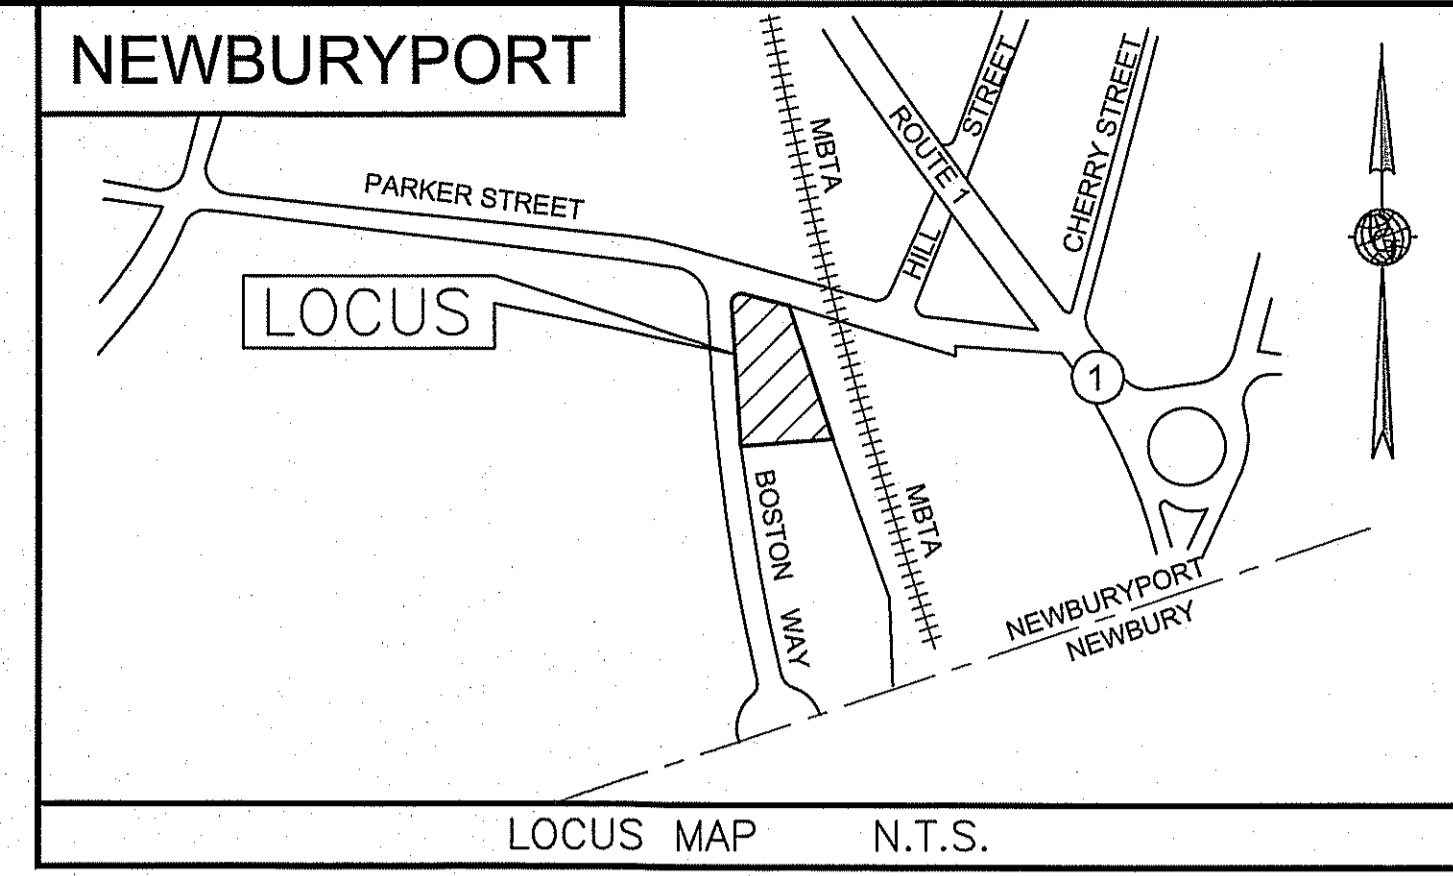 NEWBURYPORT
MBTA
ROUTE 1
HILL STREET
CHERRY STREET
PARKER STREET
LOCUS
1
BOSTON WAY
MBTA
NEWBURYPORT
NEWBURY
LOCUS MAP N.T.S.